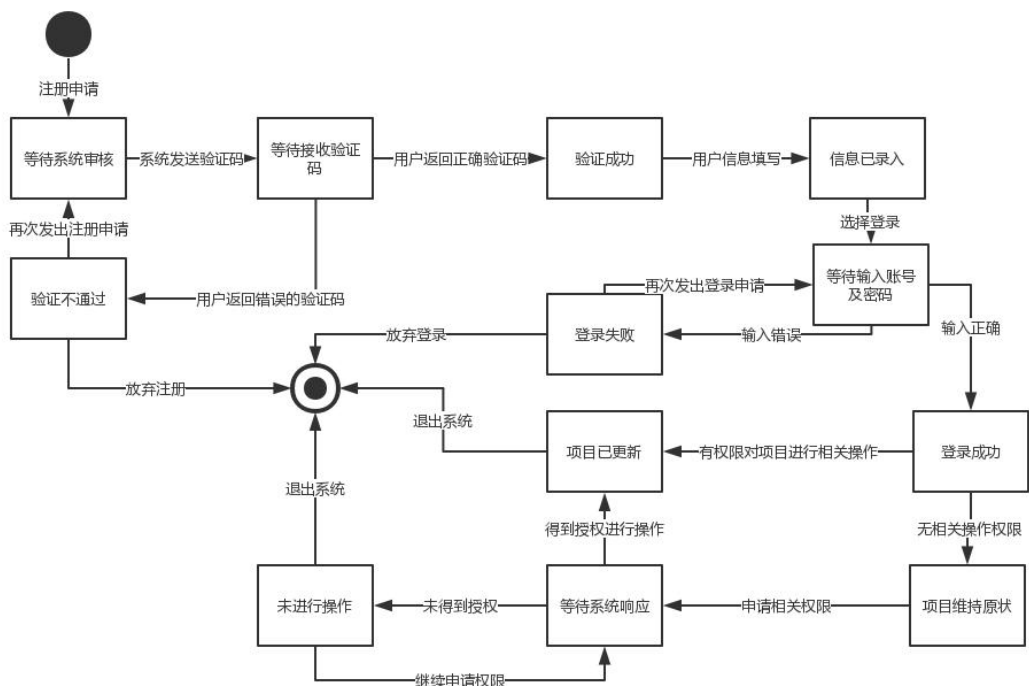 注册申请
等待系统审核
系统发送验证码
等待接收验证
码
用户返回正确验证码
验证成功
用户信息填写
信息已录入
再次发出注册申请
选择登录
验证不通过
用户返回错误的验证码
再次发出登录申请
等待输入账号
及密码
放弃登录
登录失败
输入错误
输入正确
放弃注册
退出系统
项目已更新
有权限对项目进行相关操作
登录成功
退出系统
得到授权进行操作
无相关操作权限
未进行操作
未得到授权
等待系统响应
申请相关权限
项目维持原状
继续申请权限